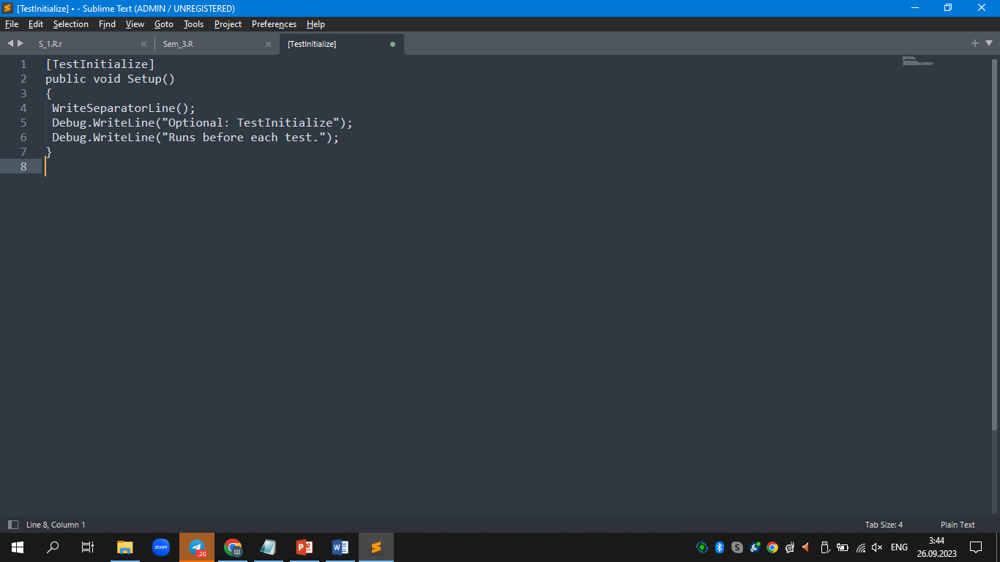 [TestInitialize] • - Sublime Text (ADMIN / UNREGISTERED)
File Edit Selection Find View Goto Tools Project Preferences Help
S_1.R.r Sem_3.R [TestInitialize]
1 [TestInitialize]
2 public void Setup()
3 {
4 WriteSeparatorLine();
5 Debug.WriteLine("Optional: TestInitialize");
6 Debug.WriteLine("Runs before each test.");
7 }
8
Line 8, Column 1 Tab Size: 4 Plain Text
zoom ..20 ENG 3:44
26.09.2023